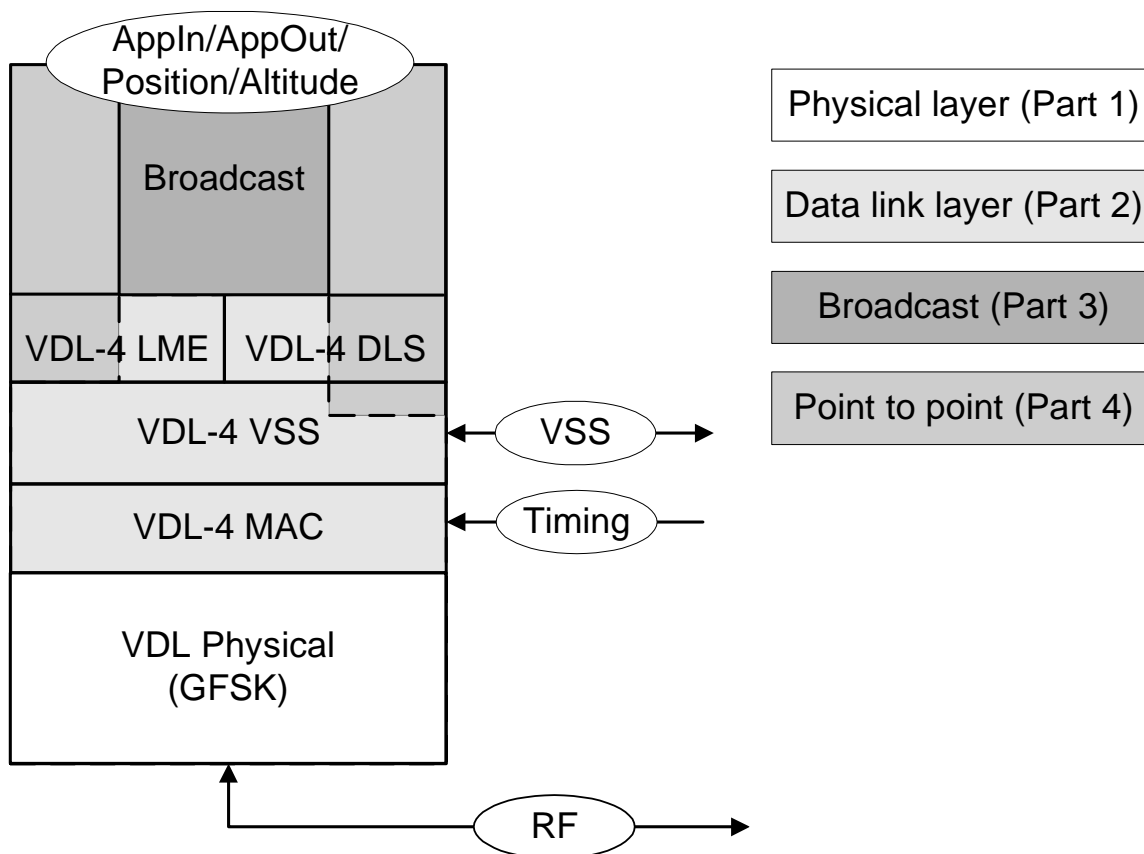 AppIn/AppOut/
Position/Altitude
Broadcast
VDL-4 LME
VDL-4 DLS
VDL-4 VSS
VSS
VDL-4 MAC
Timing
VDL Physical
(GFSK)
RF
Physical layer (Part 1)
Data link layer (Part 2)
Broadcast (Part 3)
Point to point (Part 4)